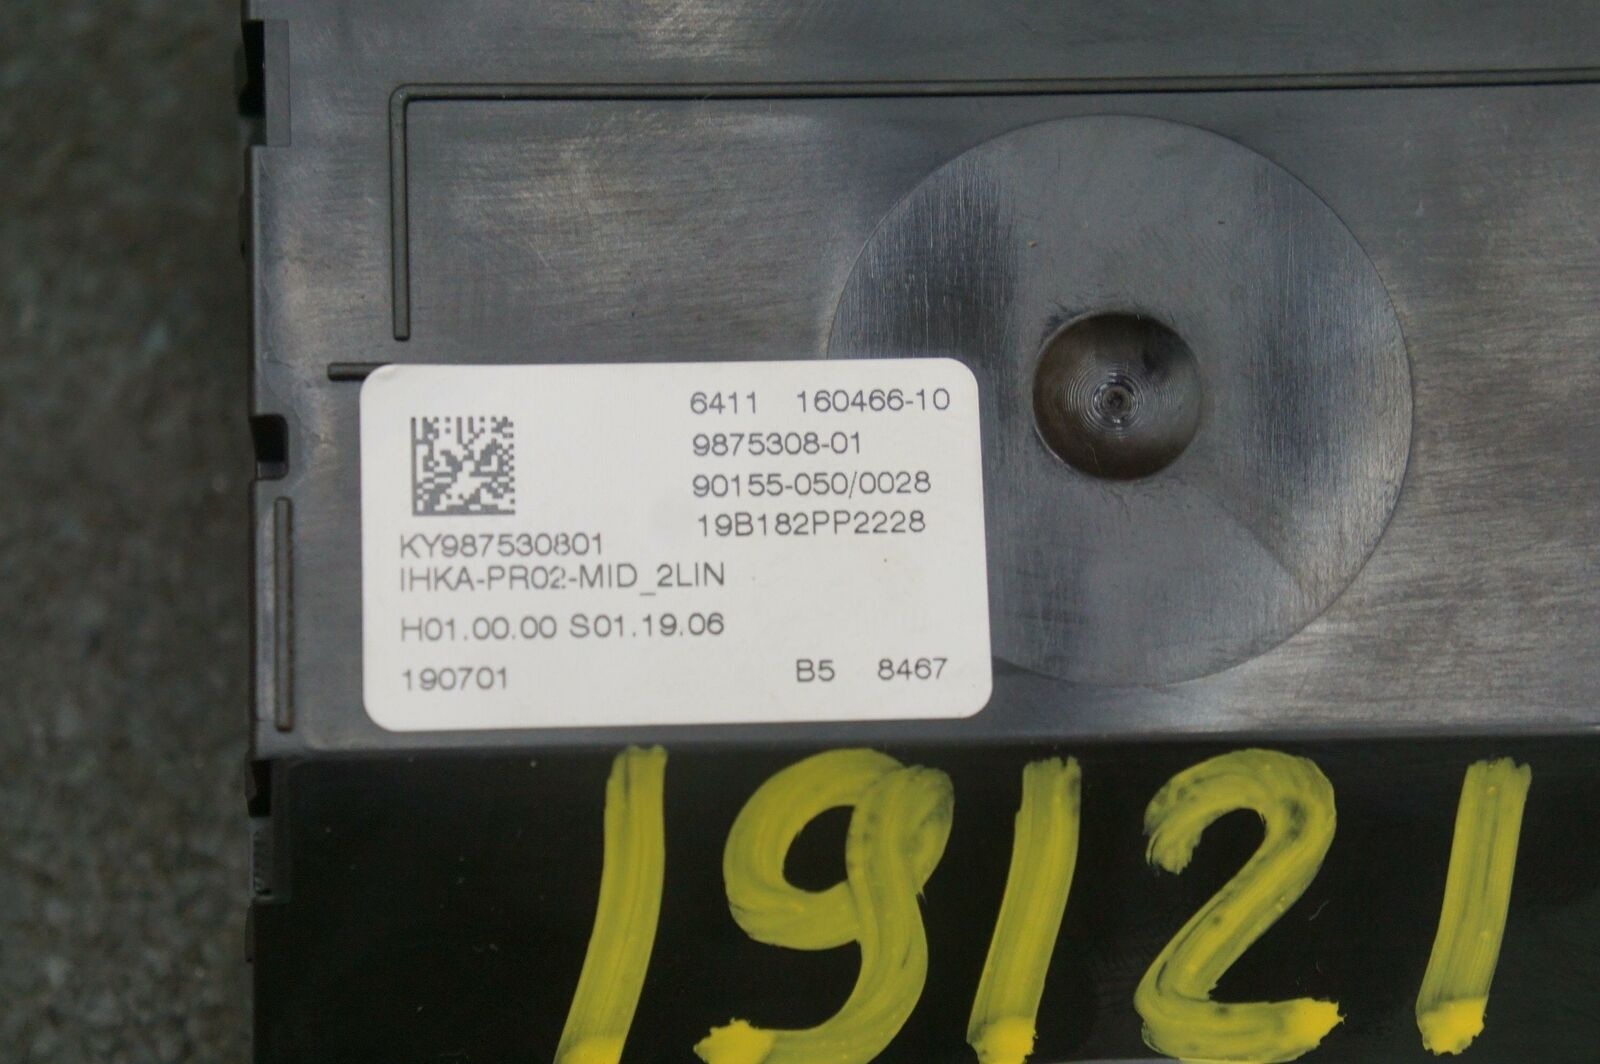 6411 160466-10
9875308-01
90155-050/0028
19B182PP2228
KY987530801
IHKA-PR02-MID_2LIN
H01.00.00 S01.19.06
190701 B5 8467
19121